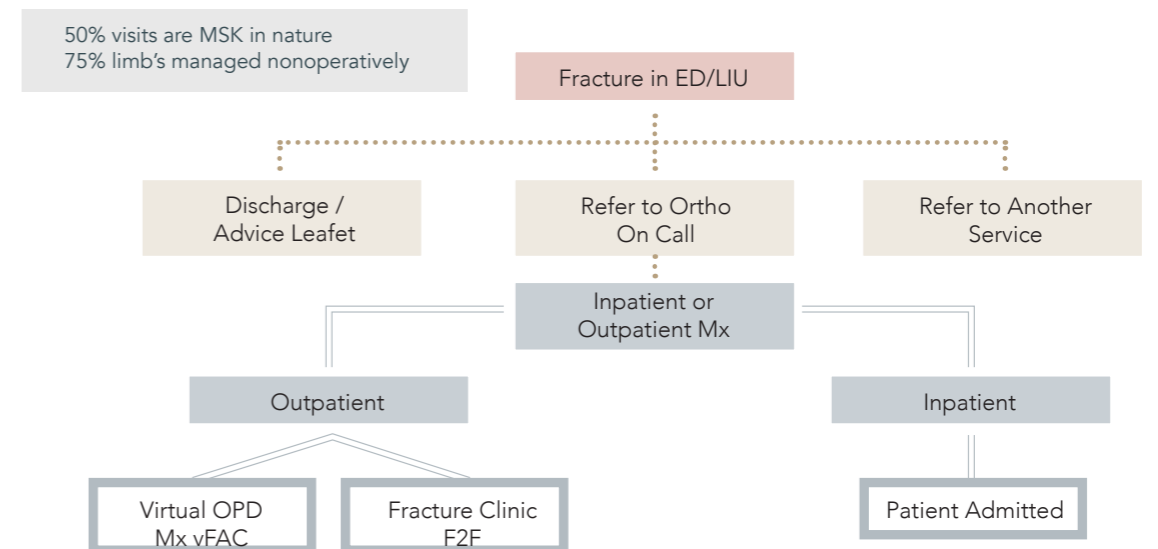 50% visits are MSK in nature
75% limb's managed nonoperatively
Fracture in ED/LIU
Discharge /
Advice Leafet
Refer to Ortho
On Call
Refer to Another
Service
Inpatient or
Outpatient Mx
Outpatient
Inpatient
Virtual OPD
Mx vFAC
Fracture Clinic
F2F
Patient Admitted